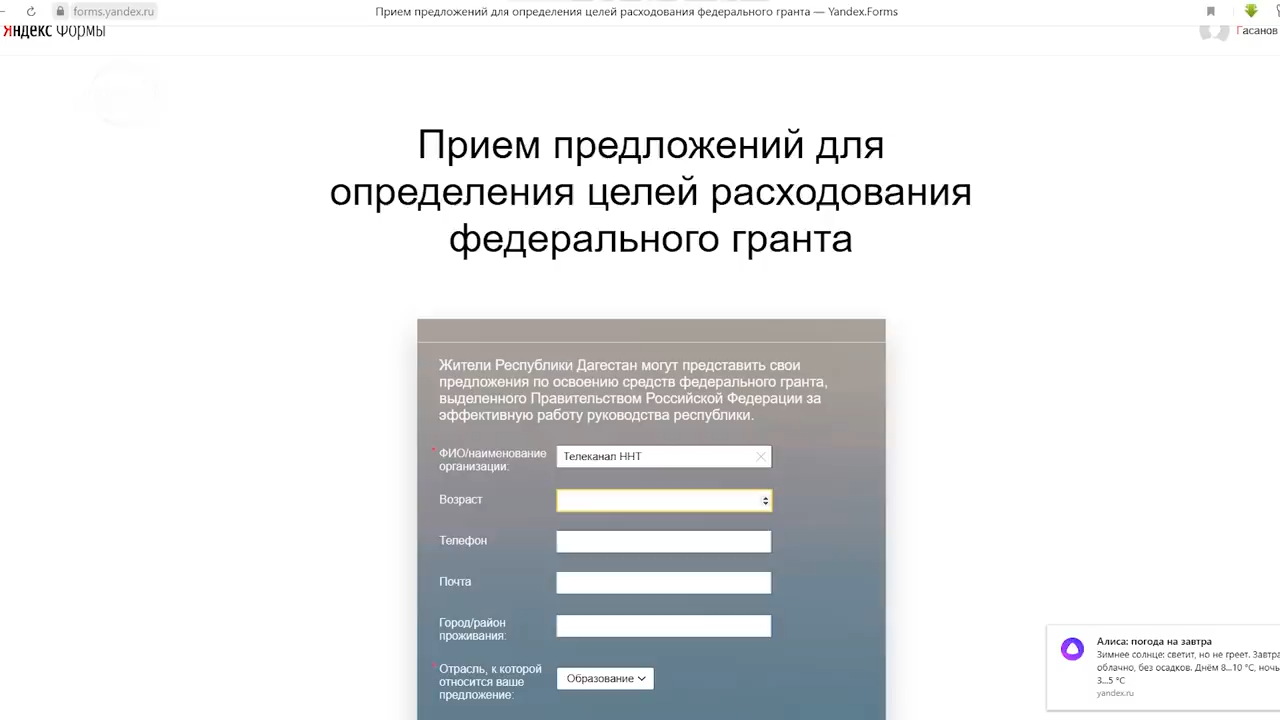 forms.yandex.ru
Прием предложений для определения целей расходования федерального гранта — Yandex.Forms
Яндекс Формы
Гасанов
Прием предложений для
определения целей расходования
федерального гранта
Жители Республики Дагестан могут представить свои
предложения по освоению средств федерального гранта,
выделенного Правительством Российской Федерации за
эффективную работу руководства республики.
* ФИО/наименование
организации:
Телеканал ННТ
Возраст
Телефон
Почта
Город/район
проживания:
* Отрасль, к которой
относится ваше
предложение:
Образование
Алиса: погода на завтра
Зимнее солнце: светит, но не греет. Завтра
облачно, без осадков. Днём 8...10 °C, ночь
3...5 °C
yandex.ru